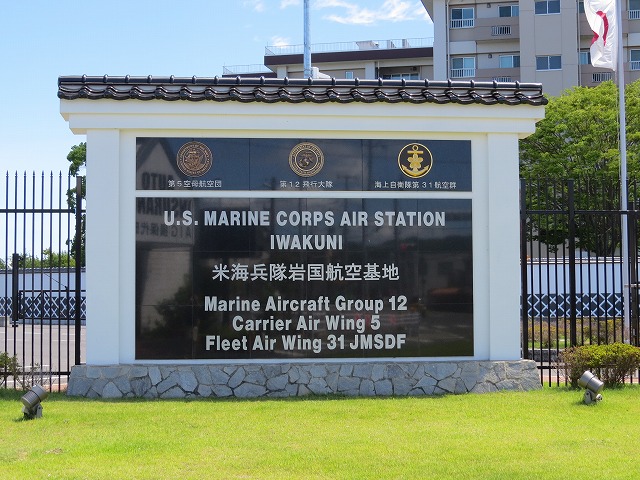 第5空母航空団 第12飛行大隊 海上自衛隊第31航空群
U.S. MARINE CORPS AIR STATION
IWAKUNI
米海兵隊岩国航空基地
Marine Aircraft Group 12
Carrier Air Wing 5
Fleet Air Wing 31 JMSDF